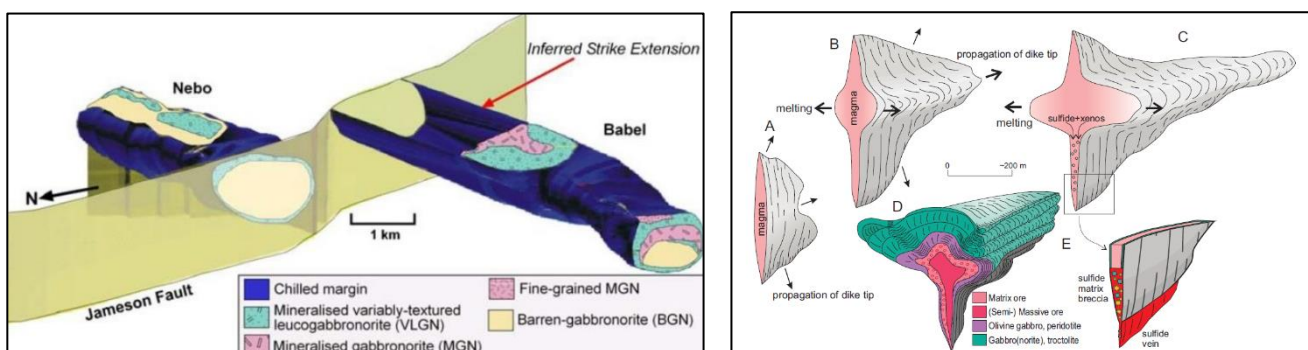 Inferred Strike Extension
Nebo
Babel
N
1 km
Jameson Fault
Chilled margin
Mineralised variably-textured
leucogabbronorite (VLGN)
Mineralised gabbronorite (MGN)
Fine-grained MGN
Barren-gabbronorite (BGN)
B
C
propagation of dike tip
melting
magma
melting
sulfide+xenos
A
0
~200 m
magma
D
E
propagation of dike tip
sulfide
matrix
breccia
sulfide
vein
Matrix ore
(Semi-) Massive ore
Olivine gabbro, peridotite
Gabbro(norite), troctolite